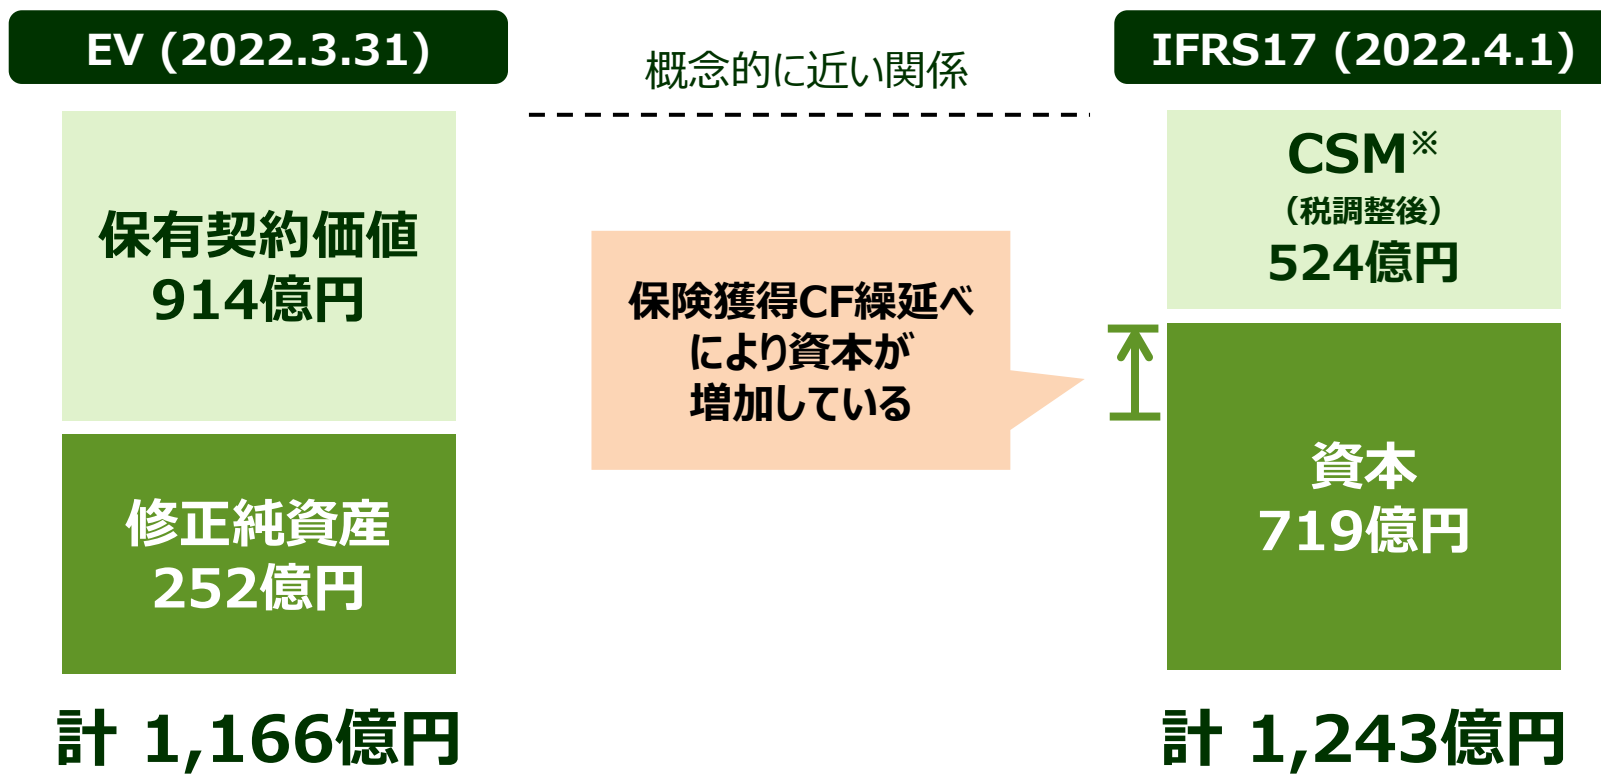 EV (2022.3.31)
概念的に近い関係
IFRS17 (2022.4.1)
保有契約価値
914億円
CSM※
（税調整後）
524億円
保険獲得CF繰延べ
により資本が
増加している
修正純資産
252億円
資本
719億円
計 1,166億円
計 1,243億円